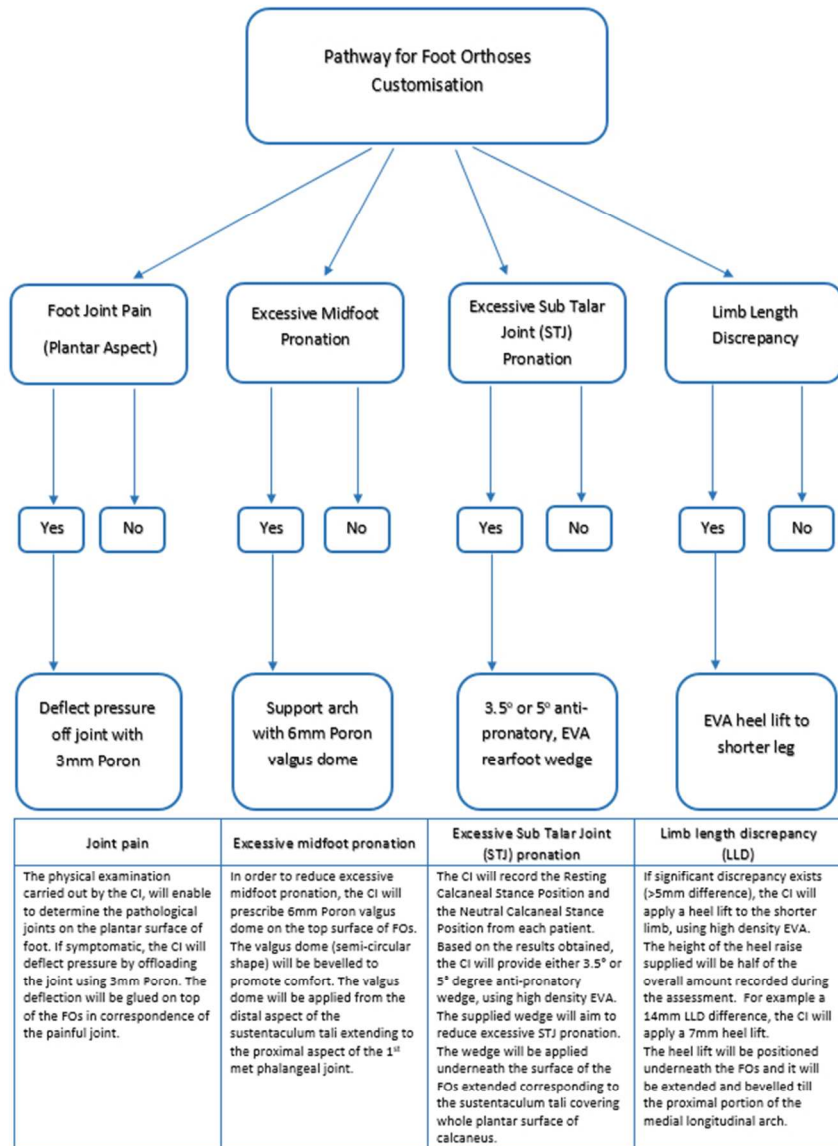 Pathway for Foot Orthoses
Customisation
Foot Joint Pain
(Plantar Aspect)
Excessive Midfoot
Pronation
Excessive Sub Talar
Joint (STJ)
Pronation
Limb Length
Discrepancy
Yes
No
Yes
No
Yes
No
Yes
No
Deflect pressure
off joint with
3mm Poron
Support arch
with 6mm Poron
valgus dome
3.5° or 5° anti-
pronatory, EVA
rearfoot wedge
EVA heel lift to
shorter leg
Joint pain
The physical examination
carried out by the CI, will enable
to determine the pathological
joints on the plantar surface of
foot. If symptomatic, the CI will
deflect pressure by offloading
the joint using 3mm Poron. The
deflection will be glued on top
of the FOs in correspondence of
the painful joint.
Excessive midfoot pronation
In order to reduce excessive
midfoot pronation, the CI will
prescribe 6mm Poron valgus
dome on the top surface of FOs.
The valgus dome (semi-circular
shape) will be bevelled to
promote comfort. The valgus
dome will be applied from the
distal aspect of the
sustentaculum tali extending to
the proximal aspect of the 1st
met phalangeal joint.
Excessive Sub Talar Joint
(STJ) pronation
The CI will record the Resting
Calcaneal Stance Position and
the Neutral Calcaneal Stance
Position from each patient.
Based on the results obtained,
the CI will provide either 3.5° or
5° degree anti-pronatory
wedge, using high density EVA.
The supplied wedge will aim to
reduce excessive STJ pronation.
The wedge will be applied
underneath the surface of the
FOs extended corresponding to
the sustentaculum tali covering
whole plantar surface of
calcaneus.
Limb length discrepancy
(LLD)
If significant discrepancy exists
(>5mm difference), the CI will
apply a heel lift to the shorter
limb, using high density EVA.
The height of the heel raise
supplied will be half of the
overall amount recorded during
the assessment. For example a
14mm LLD difference, the CI will
apply a 7mm heel lift.
The heel lift will be positioned
underneath the FOs and it will
be extended and bevelled till
the proximal portion of the
medial longitudinal arch.